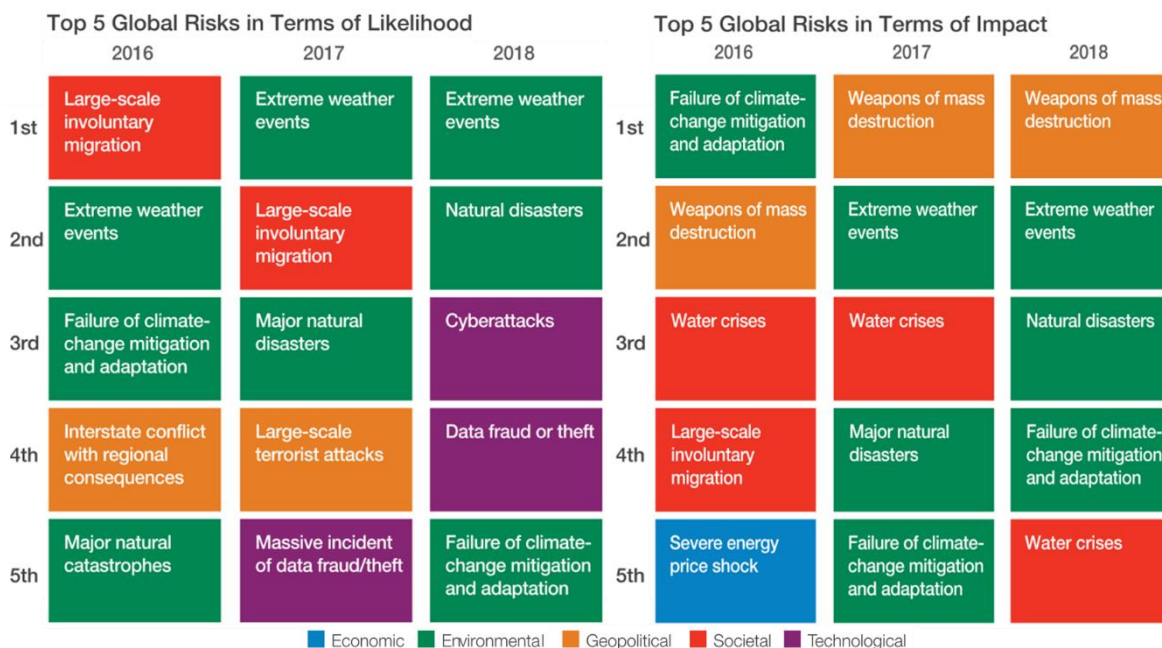 Top 5 Global Risks in Terms of Likelihood
2016
2017
2018
1st
Large-scale
involuntary
migration
Extreme weather
events
Extreme weather
events
2nd
Extreme weather
events
Large-scale
involuntary
migration
Natural disasters
3rd
Failure of climate-
change mitigation
and adaptation
Major natural
disasters
Cyberattacks
4th
Interstate conflict
with regional
consequences
Large-scale
terrorist attacks
Data fraud or theft
5th
Major natural
catastrophes
Massive incident
of data fraud/theft
Failure of climate-
change mitigation
and adaptation
Top 5 Global Risks in Terms of Impact
2016
2017
2018
1st
Failure of climate-
change mitigation
and adaptation
Weapons of mass
destruction
Weapons of mass
destruction
2nd
Weapons of mass
destruction
Extreme weather
events
Extreme weather
events
3rd
Water crises
Water crises
Natural disasters
4th
Large-scale
involuntary
migration
Major natural
disasters
Failure of climate-
change mitigation
and adaptation
5th
Severe energy
price shock
Failure of climate-
change mitigation
and adaptation
Water crises
Economic
Environmental
Geopolitical
Societal
Technological